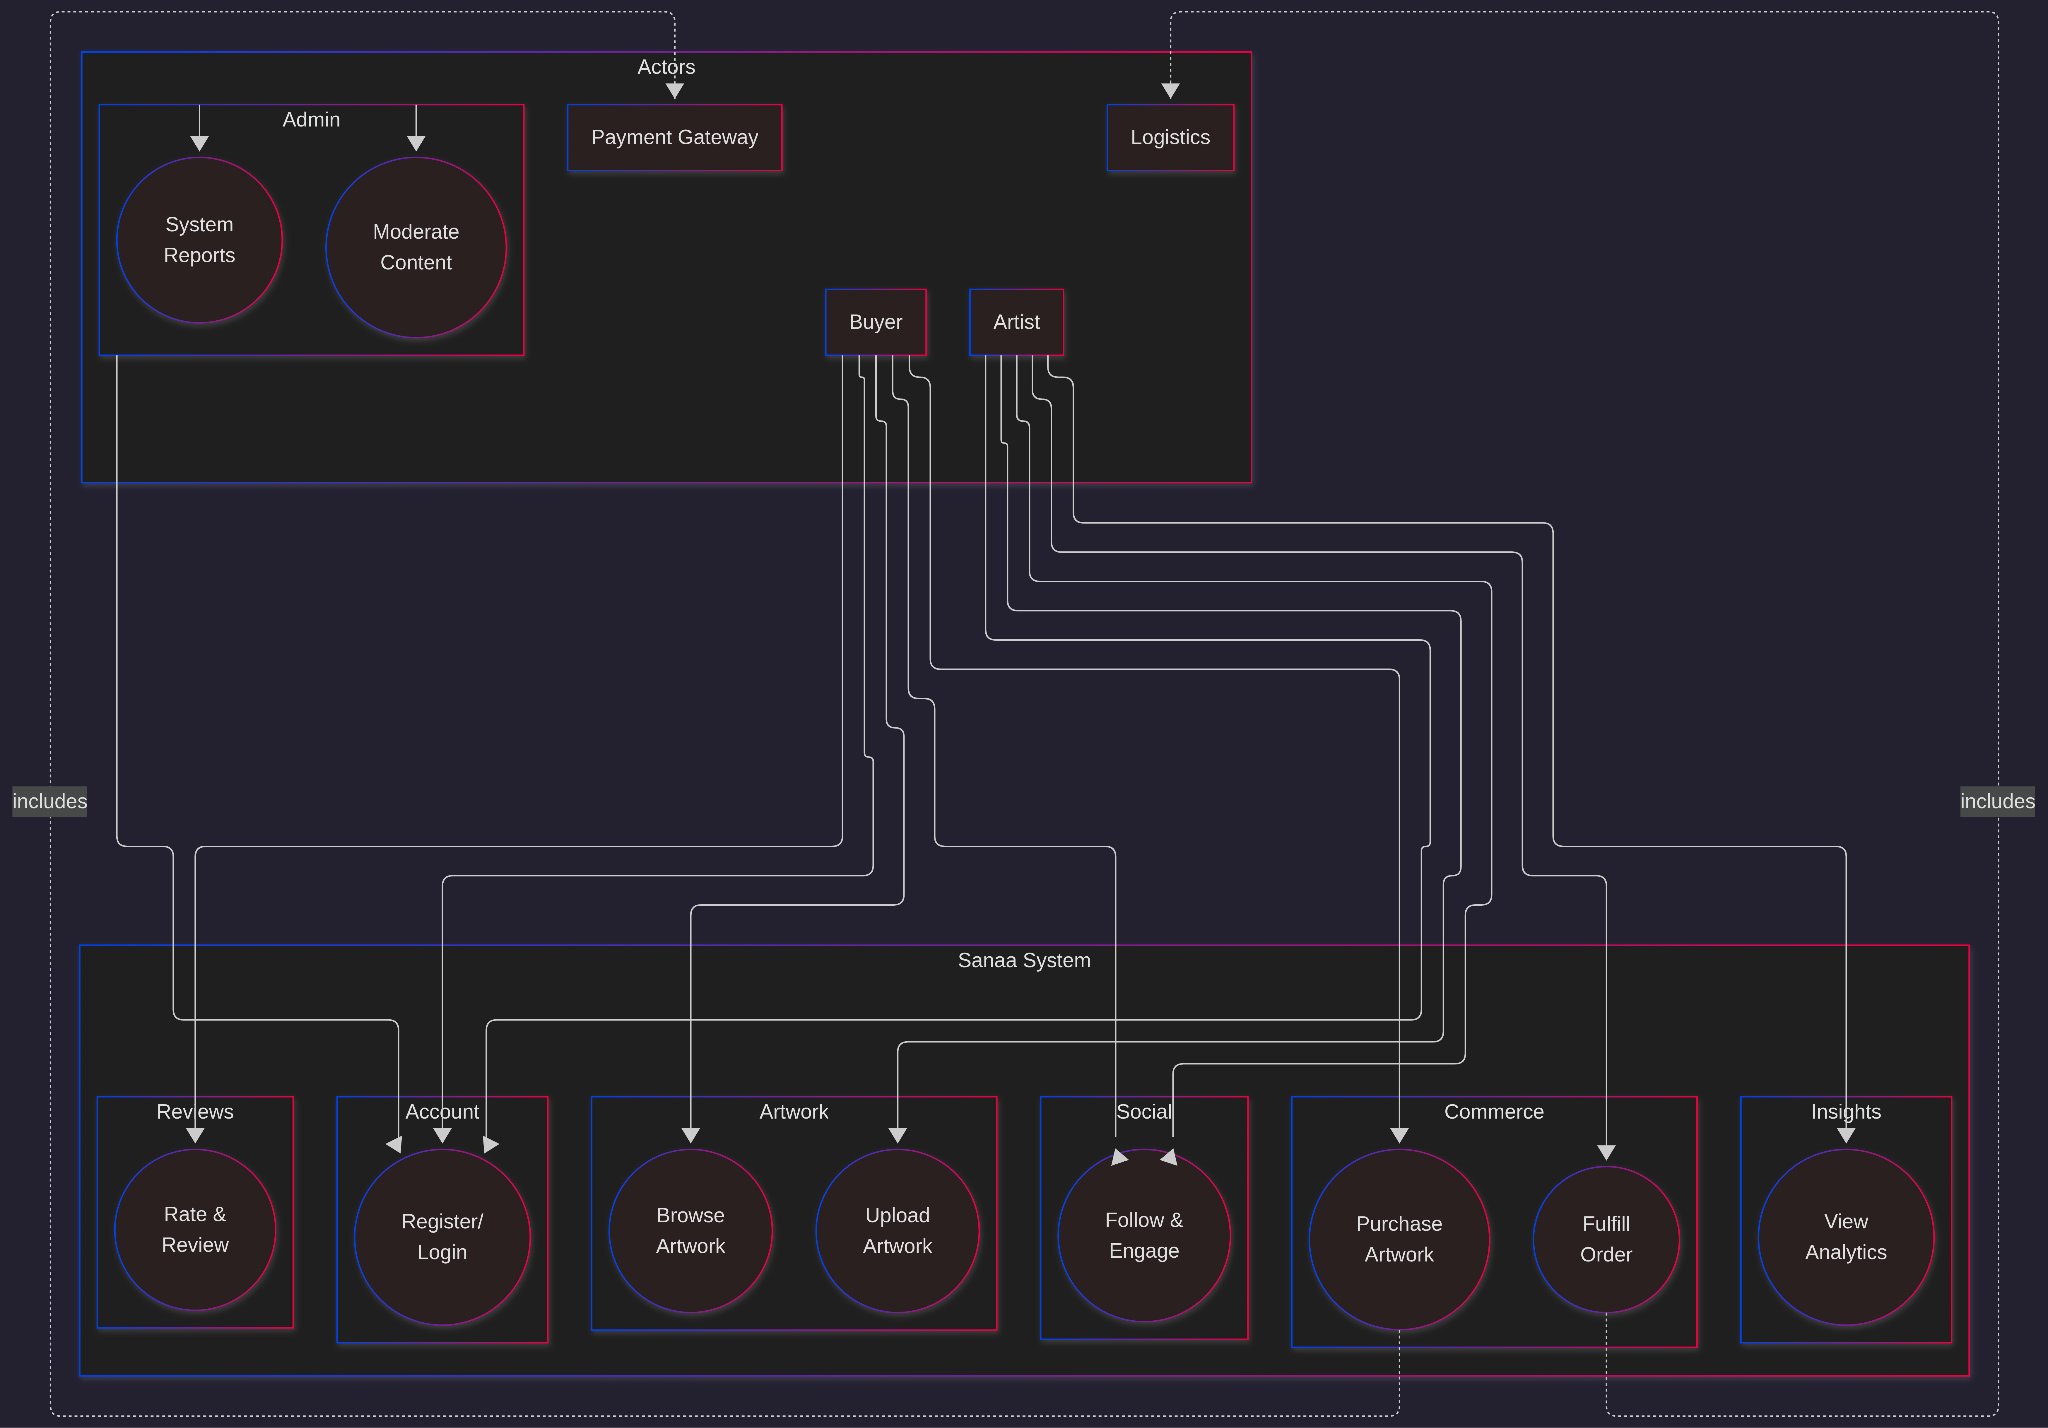 Actors
Admin
Payment Gateway
Logistics
System
Reports
Moderate
Content
Buyer
Artist
includes
includes
Sanaa System
Reviews
Account
Artwork
Social
Commerce
Insights
Rate &
Review
Register/
Login
Browse
Artwork
Upload
Artwork
Follow &
Engage
Purchase
Artwork
Fulfill
Order
View
Analytics